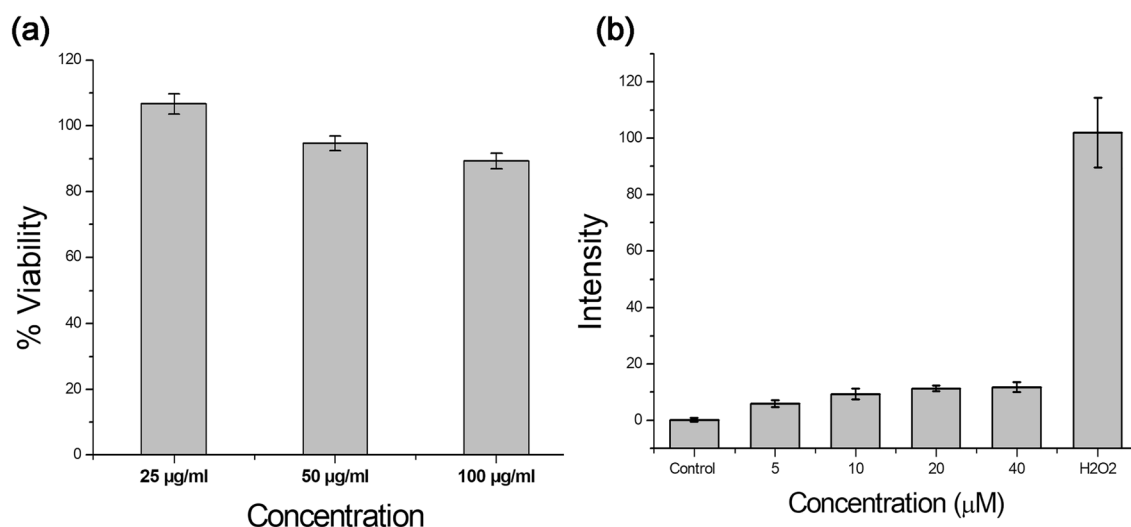 (a)
120
100
80
60
40
20
0
% Viability
25 µg/ml 50 µg/ml 100 µg/ml
Concentration
(b)
120
100
80
60
40
20
0
Intensity
Control 5 10 20 40 H2O2
Concentration (µM)